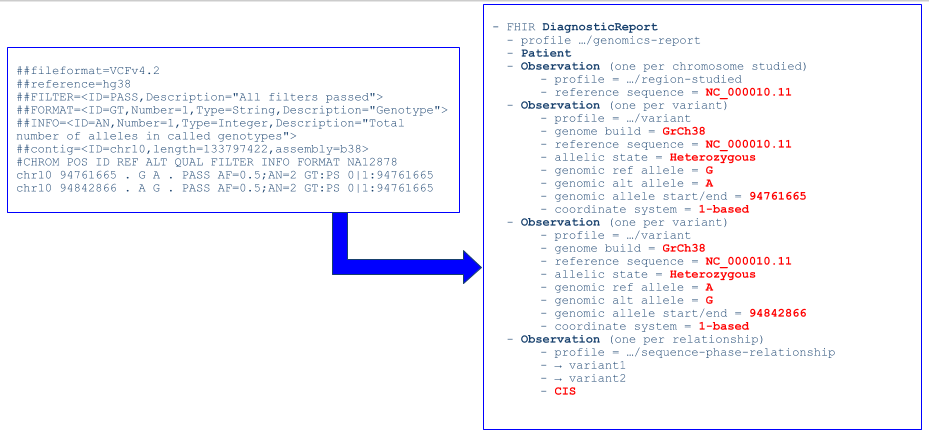 ##fileformat=VCFv4.2
##reference=hg38
##FILTER=<ID=PASS,Description="All filters passed">
##FORMAT=<ID=GT,Number=1,Type=String,Description="Genotype">
##INFO=<ID=AN,Number=1,Type=Integer,Description="Total
number of alleles in called genotypes">
##contig=<ID=chr10,length=133797422,assembly=b38>
#CHROM POS ID REF ALT QUAL FILTER INFO FORMAT NA12878
chr10 94761665 . G A . PASS AF=0.5;AN=2 GT:PS 0|1:94761665
chr10 94842866 . A G . PASS AF=0.5;AN=2 GT:PS 0|1:94761665
- FHIR DiagnosticReport
- profile …/genomics-report
- Patient
- Observation (one per chromosome studied)
- profile = …/region-studied
- reference sequence = NC_000010.11
- Observation (one per variant)
- profile = …/variant
- genome build = GrCh38
- reference sequence = NC_000010.11
- allelic state = Heterozygous
- genomic ref allele = G
- genomic alt allele = A
- genomic allele start/end = 94761665
- coordinate system = 1-based
- Observation (one per variant)
- profile = …/variant
- genome build = GrCh38
- reference sequence = NC_000010.11
- allelic state = Heterozygous
- genomic ref allele = A
- genomic alt allele = G
- genomic allele start/end = 94842866
- coordinate system = 1-based
- Observation (one per relationship)
- profile = …/sequence-phase-relationship
- → variant1
- → variant2
- CIS